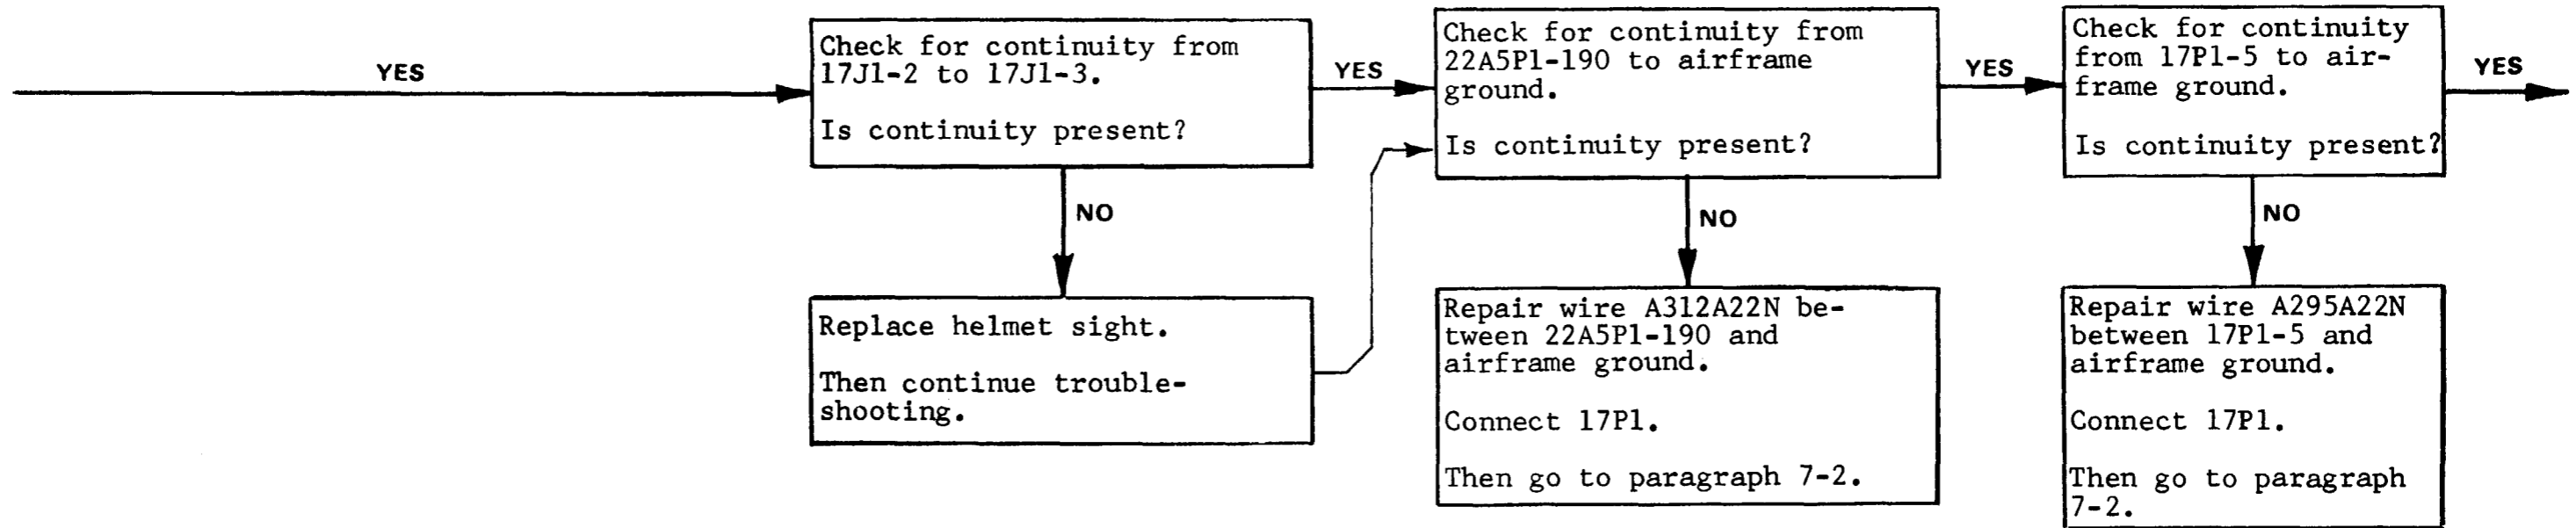 YES
Check for continuity from
17J1-2 to 17J1-3.
Is continuity present?
YES
Check for continuity from
22A5P1-190 to airframe
ground.
Is continuity present?
YES
Check for continuity
from 17P1-5 to air-
frame ground.
Is continuity present?
YES
NO
NO
NO
Replace helmet sight.
Then continue trouble-
shooting.
Repair wire A312A22N be-
tween 22A5P1-190 and
airframe ground.
Connect 17P1.
Then go to paragraph 7-2.
Repair wire A295A22N
between 17P1-5 and
airframe ground.
Connect 17P1.
Then go to paragraph
7-2.